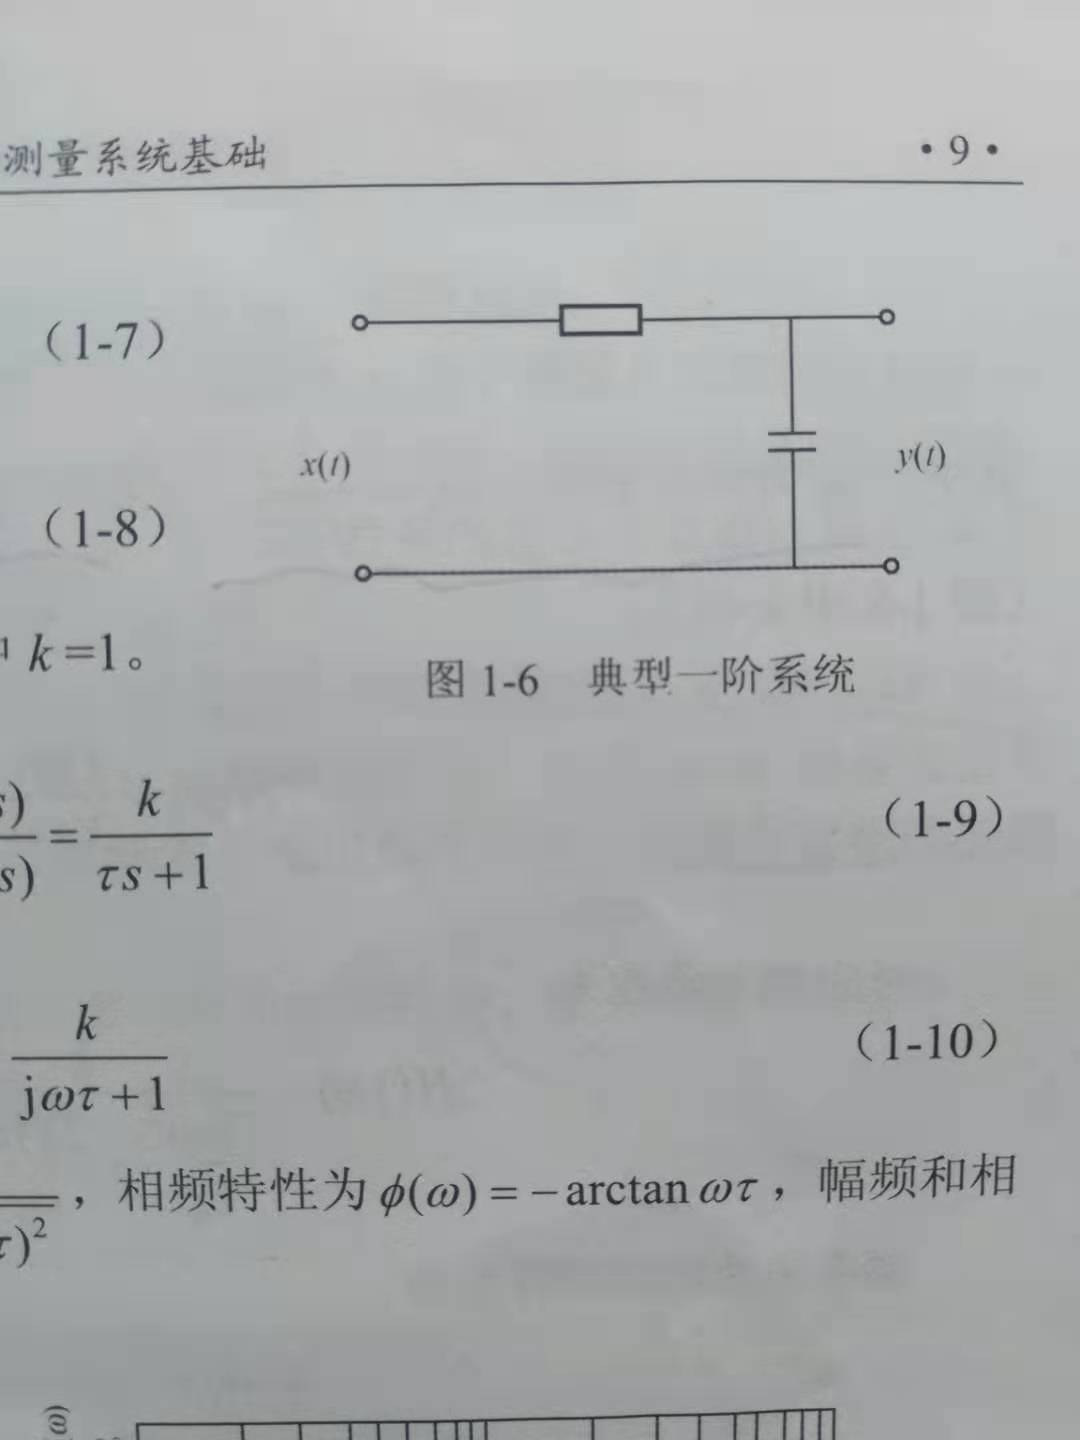 测量系统基础 ·9·
(1-7)
x(t) y(t)
(1-8)
k=1。
图 1-6 典型一阶系统
s) / s) = k / τs+1 (1-9)
k / jωτ+1 (1-10)
τ)² ，相频特性为 ϕ(ω)=−arctan ωτ，幅频和相